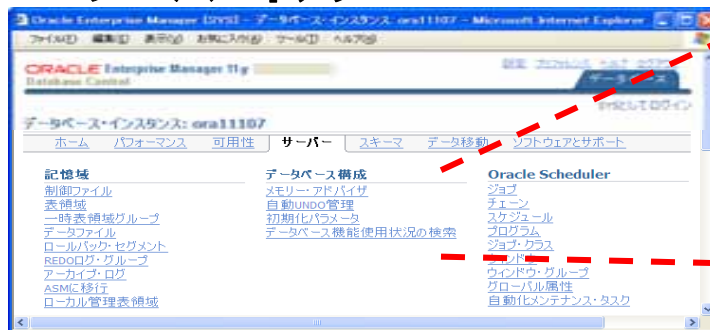 Oracle Enterprise Manager (SYS) - データベース・インスタンス: ora11107 - Microsoft Internet Explorer
ファイル(F) 編集(E) 表示(V) お気に入り(A) ツール(T) ヘルプ(H)
ORACLE Enterprise Manager 11g
Database Control
設定 プリファレンス ヘルプ ログアウト
データベース
SYSとしてログイン
データベース・インスタンス: ora11107
ホーム パフォーマンス 可用性 サーバー スキーマ データ移動 ソフトウェアとサポート
記憶域 データベース構成 Oracle Scheduler
制御ファイル メモリー・アドバイザ ジョブ
表領域 自動UNDO管理 チェーン
一時表領域グループ 初期化パラメータ スケジュール
データファイル データベース機能使用状況の検索 プログラム
ロールバック・セグメント ジョブ・クラス
REDOログ・グループ ウィンドウ
アーカイブ・ログ ウィンドウ・グループ
ASMに移行 グローバル属性
ローカル管理表領域 自動化メンテナンス・タスク